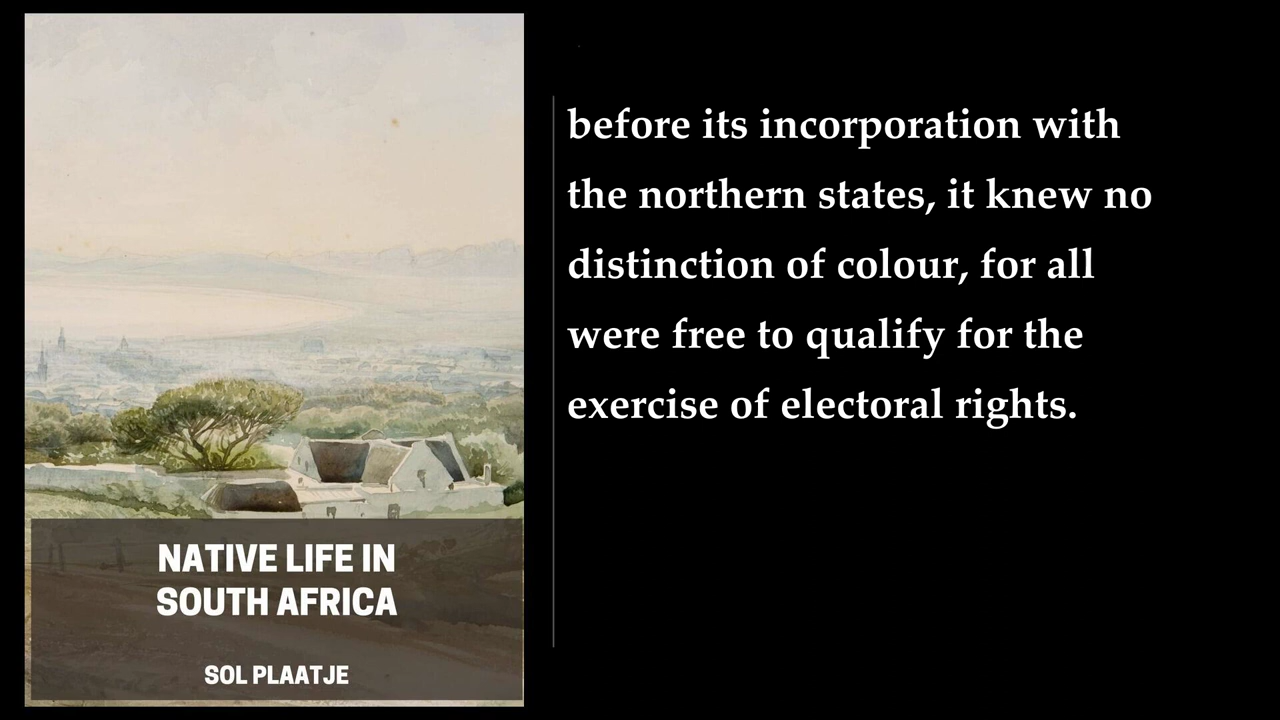 before its incorporation with
the northern states, it knew no
distinction of colour, for all
were free to qualify for the
exercise of electoral rights.
NATIVE LIFE IN
SOUTH AFRICA
SOL PLAATJE